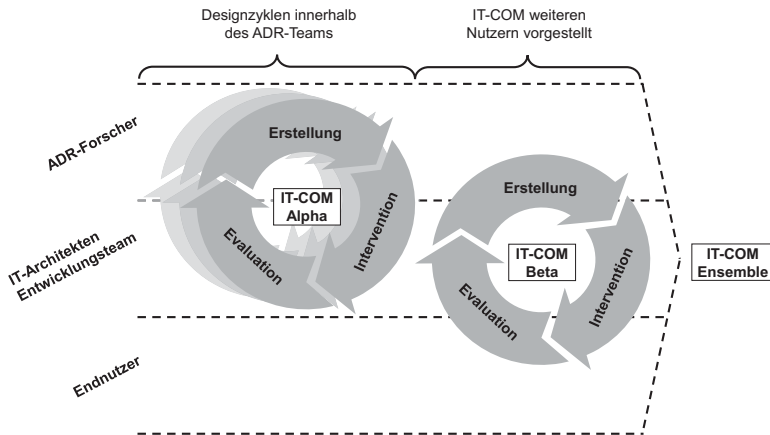 Designzyklen innerhalb
des ADR-Teams
IT-COM weiteren
Nutzern vorgestellt
ADR-Forscher
IT-Architekten
Entwicklungsteam
Endnutzer
Erstellung
Intervention
Evaluation
IT-COM
Alpha
Erstellung
Intervention
Evaluation
IT-COM
Beta
IT-COM
Ensemble